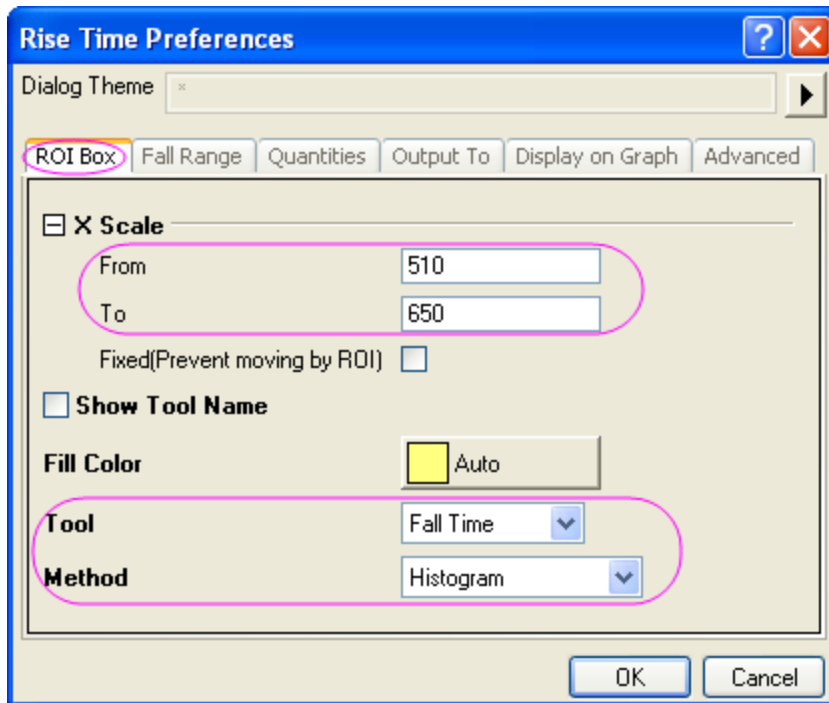 Rise Time Preferences
Dialog Theme *
ROI Box Fall Range Quantities Output To Display on Graph Advanced
X Scale
From 510
To 650
Fixed(Prevent moving by ROI)
Show Tool Name
Fill Color Auto
Tool Fall Time
Method Histogram
OK Cancel